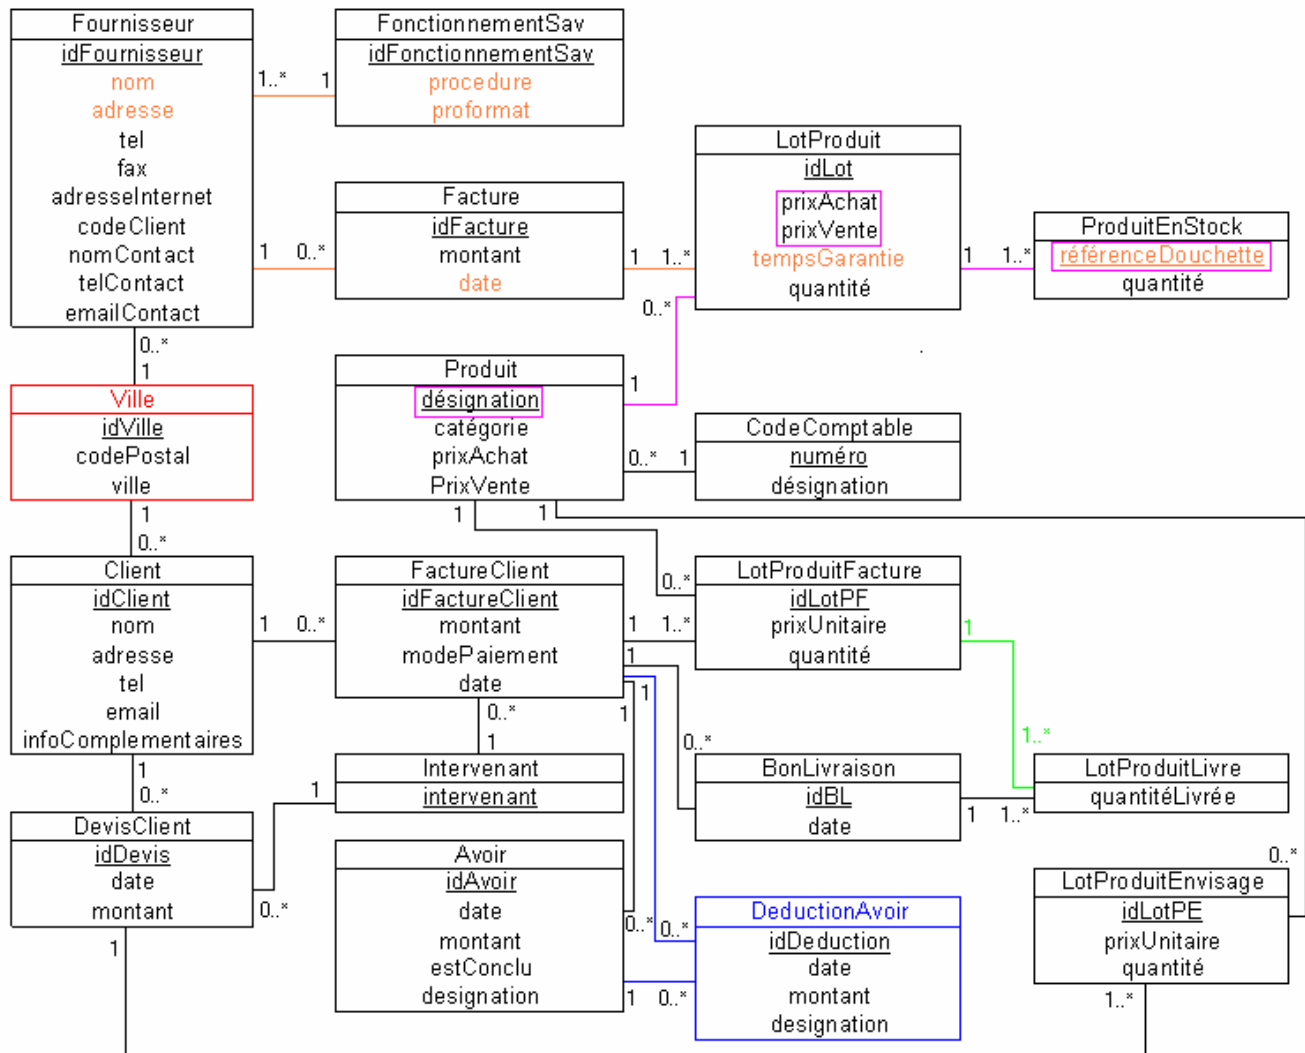 Fournisseur
idFournisseur
nom
adresse
tel
fax
adresseInternet
codeClient
nomContact
telContact
emailContact
1..*
1
FonctionnementSav
idFonctionnementSav
procedure
proformat
1
0..*
Facture
idFacture
montant
date
1
1..*
LotProduit
idLot
prixAchat
prixVente
tempsGarantie
quantité
1
1..*
ProduitEnStock
référenceDouchette
quantité
0..*
1
0..*
1
Ville
idVille
codePostal
ville
Produit
désignation
catégorie
prixAchat
PrixVente
0..*
1
CodeComptable
numéro
désignation
1
0..*
1
1
0..*
Client
idClient
nom
adresse
tel
email
infoComplementaires
1
0..*
FactureClient
idFactureClient
montant
modePaiement
date
1
1..*
1
1
1
LotProduitFacture
idLotPF
prixUnitaire
quantité
1
1..*
0..*
1
0..*
1
0..*
Intervenant
intervenant
BonLivraison
idBL
date
1
1..*
LotProduitLivre
quantitéLivrée
DevisClient
idDevis
date
montant
1
0..*
1
Avoir
idAvoir
date
montant
estConclu
designation
0..*
0..*
1
0..*
DeductionAvoir
idDeduction
date
montant
designation
0..*
LotProduitEnvisage
idLotPE
prixUnitaire
quantité
1..*